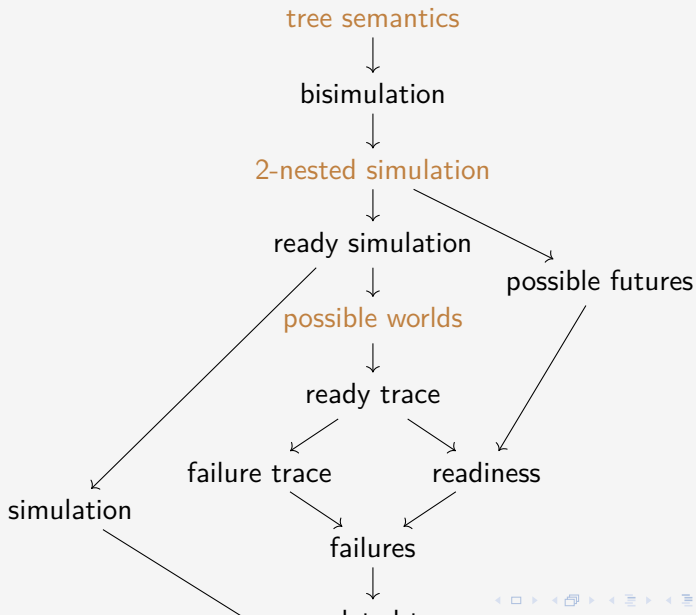 tree semantics
bisimulation
2-nested simulation
ready simulation
possible futures
possible worlds
ready trace
failure trace
readiness
simulation
failures